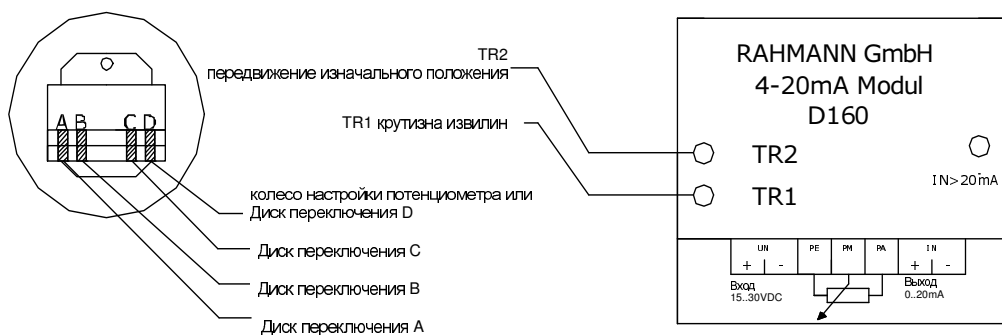 A B C D
TR2
передвижение изначального положения
TR1 крутизна извилин
колесо настройки потенциометра или
Диск переключения D
Диск переключения C
Диск переключения B
Диск переключения A
RAHMANN GmbH
4-20mA Modul
D160
TR2
TR1
IN>20mA
UN PE PM PA IN
+ - + -
Вход
15..30VDC
Выход
0..20mA